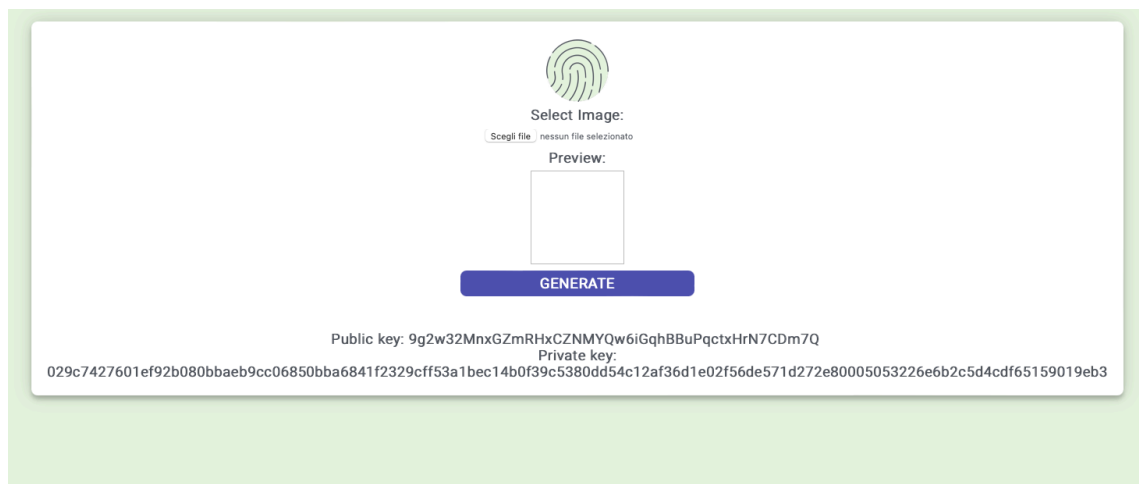 Select Image:
Scegli file nessun file selezionato
Preview:
GENERATE
Public key: 9g2w32MnxGZmRHxCZNMYQw6iGqhBBuPqctxHrN7CDm7Q
Private key:
029c7427601ef92b080bbaeb9cc06850bba6841f2329cff53a1bec14b0f39c5380dd54c12af36d1e02f56de571d272e80005053226e6b2c5d4cdf65159019eb3